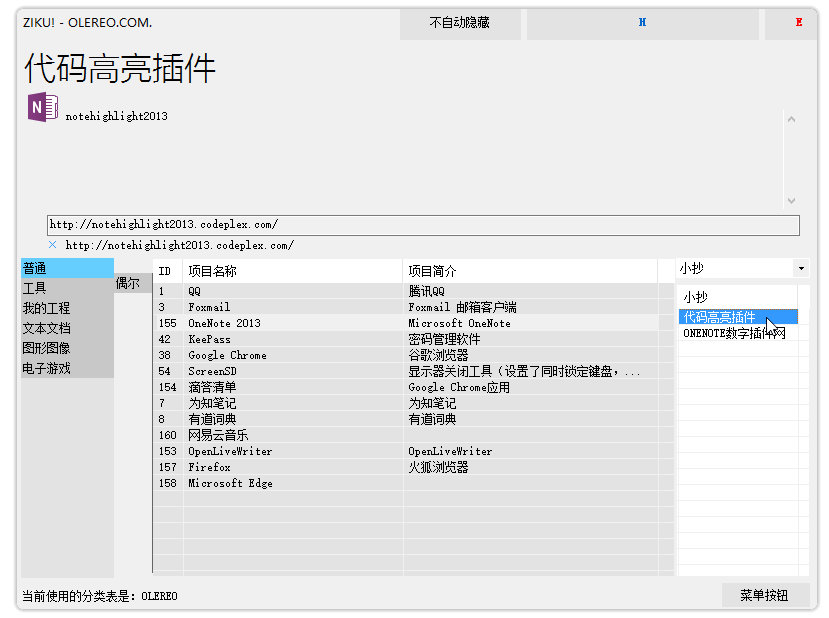 ZIKU! - OLEREO.COM. 不自动隐藏 H E
代码高亮插件
N notehighlight2013
http://notehighlight2013.codeplex.com/
× http://notehighlight2013.codeplex.com/
普通
工具
我的工程
文本文档
图形图像
电子游戏
偶尔
ID 项目名称 项目简介
1 QQ 腾讯QQ
3 Foxmail Foxmail 邮箱客户端
155 OneNote 2013 Microsoft OneNote
42 KeePass 密码管理软件
38 Google Chrome 谷歌浏览器
54 ScreenSD 显示器关闭工具（设置了同时锁定键盘，...
154 滴答清单 Google Chrome应用
7 为知笔记 为知笔记
8 有道词典 有道词典
160 网易云音乐
153 OpenLiveWriter OpenLiveWriter
157 Firefox 火狐浏览器
158 Microsoft Edge
小抄
小抄
代码高亮插件
ONENOTE数字插件网
当前使用的分类表是：OLEREO 菜单按钮